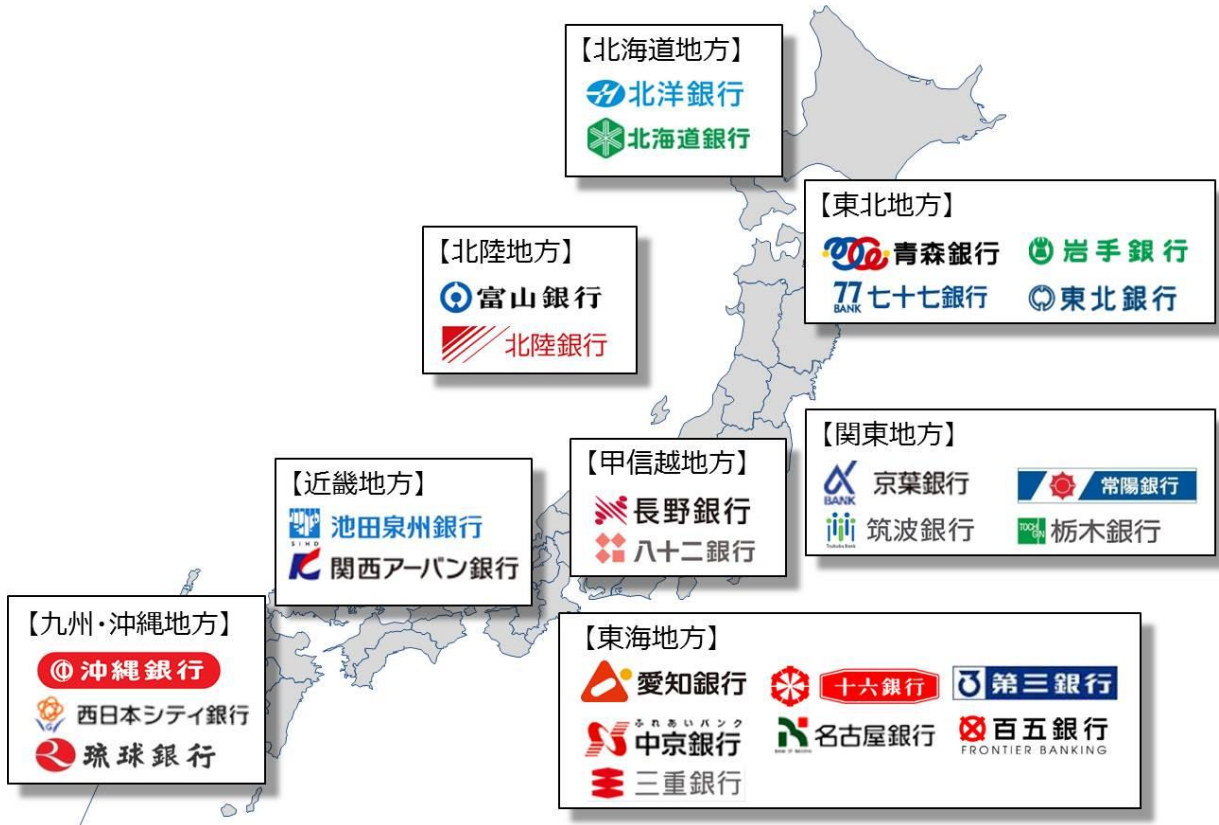 【北海道地方】
北洋銀行
北海道銀行
【東北地方】
青森銀行 岩手銀行
77 BANK 七十七銀行 東北銀行
【北陸地方】
富山銀行
北陸銀行
【関東地方】
BANK 京葉銀行 常陽銀行
Tsukuba Bank 筑波銀行 TOCHIGIN 栃木銀行
【甲信越地方】
長野銀行
八十二銀行
【近畿地方】
SIHD 池田泉州銀行
関西アーバン銀行
【九州・沖縄地方】
沖縄銀行
西日本シティ銀行
琉球銀行
【東海地方】
愛知銀行 十六銀行 第三銀行
ふれあいバンク
中京銀行 名古屋銀行 百五銀行
FRONTIER BANKING
三重銀行